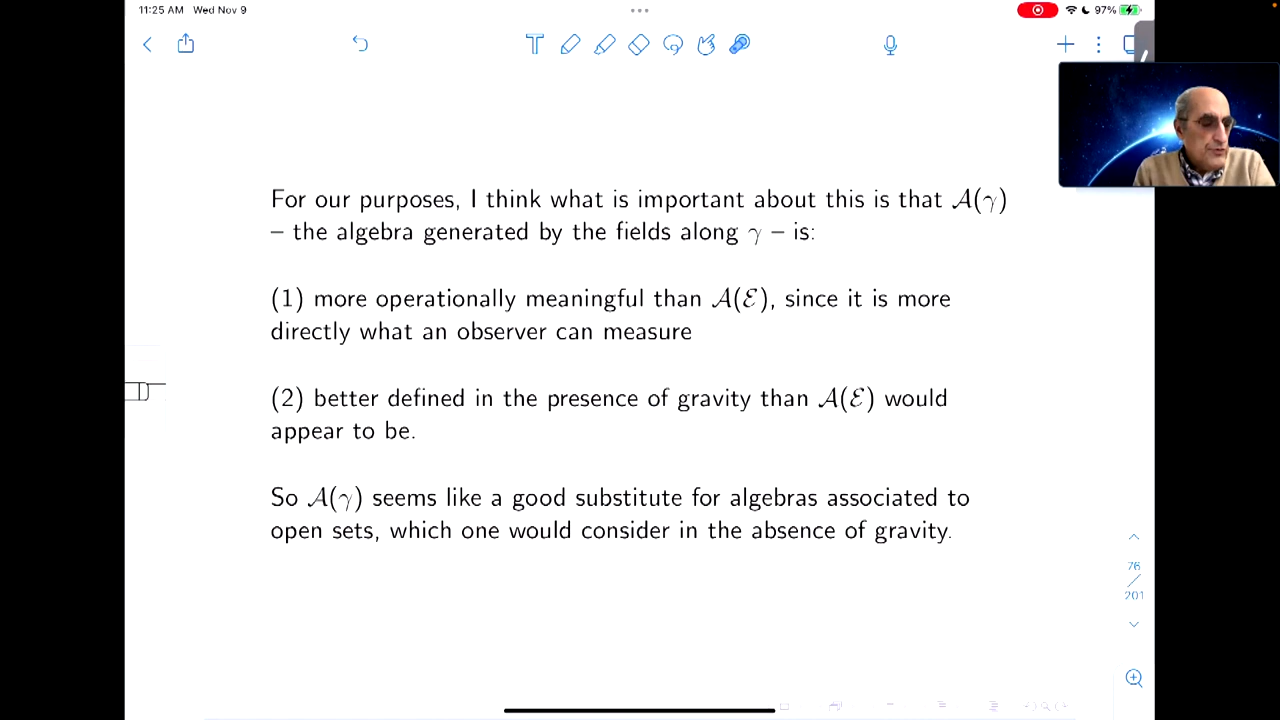 11:25 AM Wed Nov 9
97%
T
For our purposes, I think what is important about this is that 𝒜(γ)
– the algebra generated by the fields along γ – is:
(1) more operationally meaningful than 𝒜(ℰ), since it is more
directly what an observer can measure
(2) better defined in the presence of gravity than 𝒜(ℰ) would
appear to be.
So 𝒜(γ) seems like a good substitute for algebras associated to
open sets, which one would consider in the absence of gravity.
76
/
201